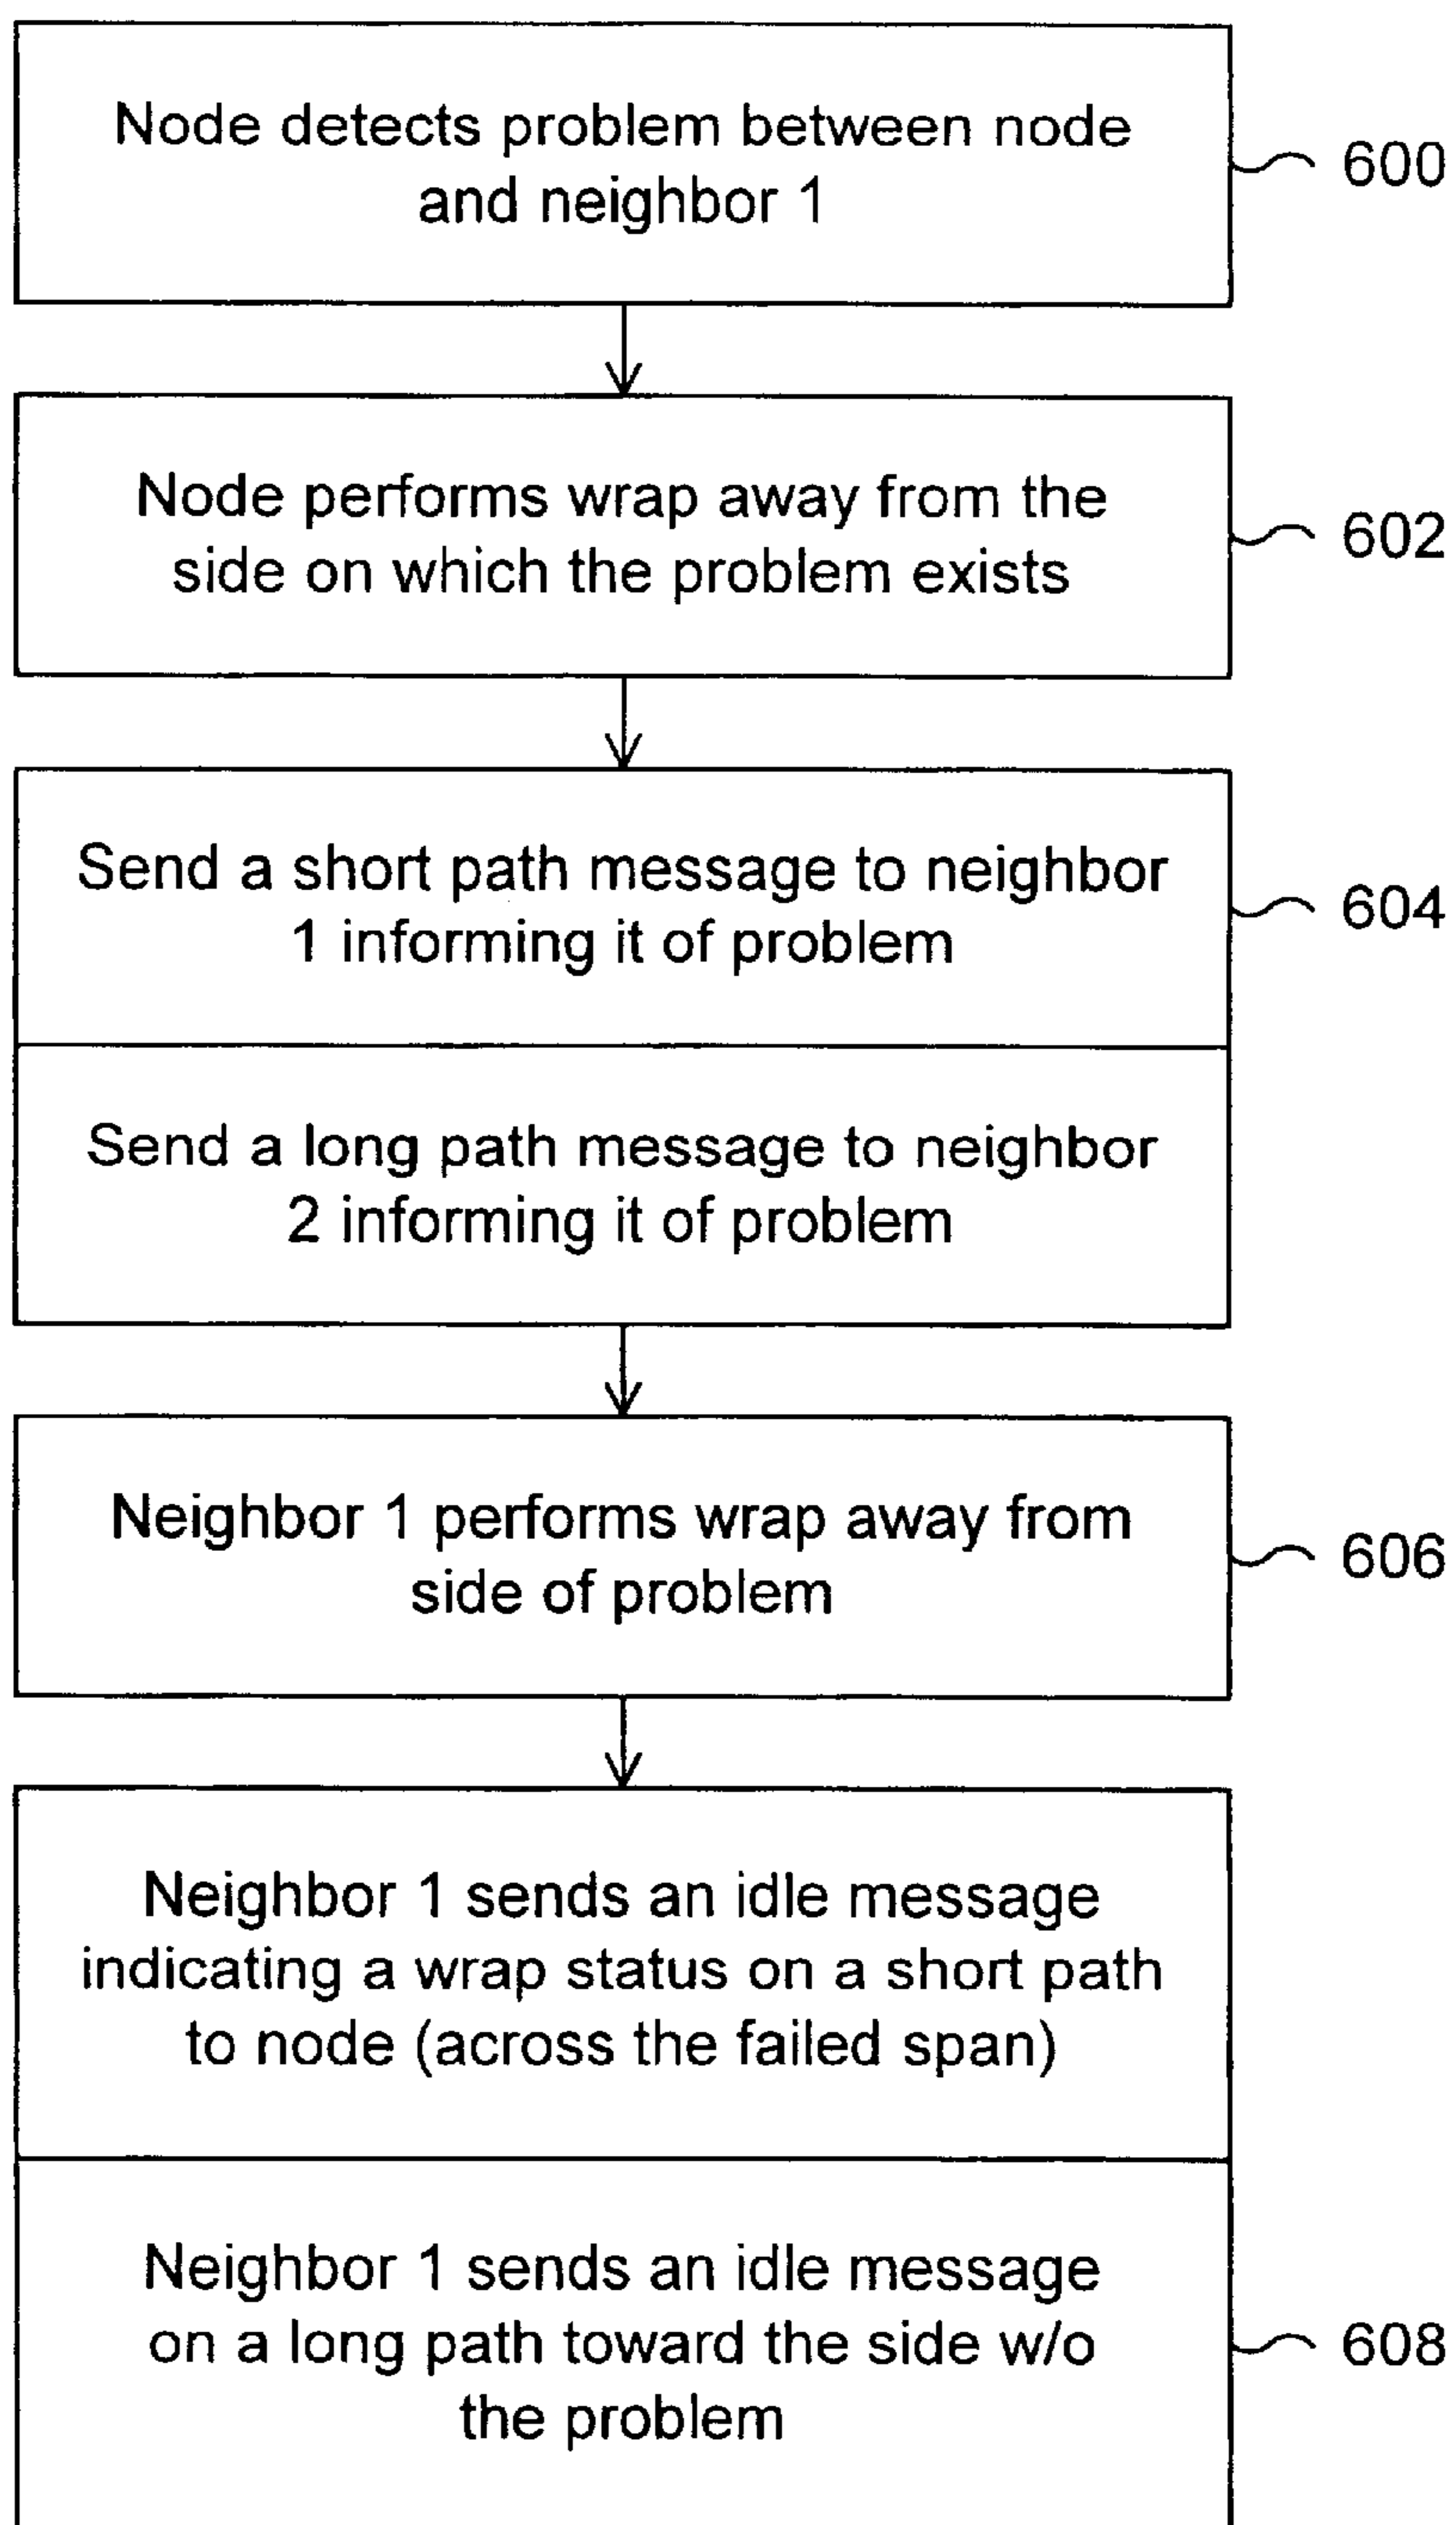 Node detects problem between node
and neighbor 1
600
Node performs wrap away from the
side on which the problem exists
602
Send a short path message to neighbor
1 informing it of problem
604
Send a long path message to neighbor
2 informing it of problem
Neighbor 1 performs wrap away from
side of problem
606
Neighbor 1 sends an idle message
indicating a wrap status on a short path
to node (across the failed span)
Neighbor 1 sends an idle message
on a long path toward the side w/o
the problem
608